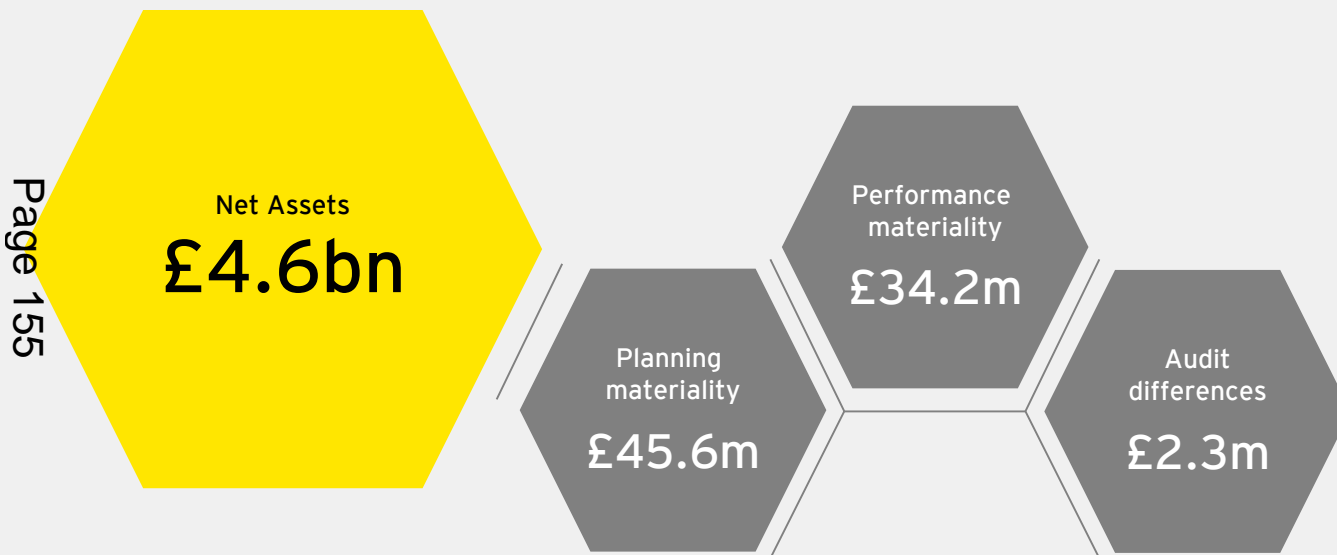 Page 155
Net Assets
£4.6bn
Planning
materiality
£45.6m
Performance
materiality
£34.2m
Audit
differences
£2.3m